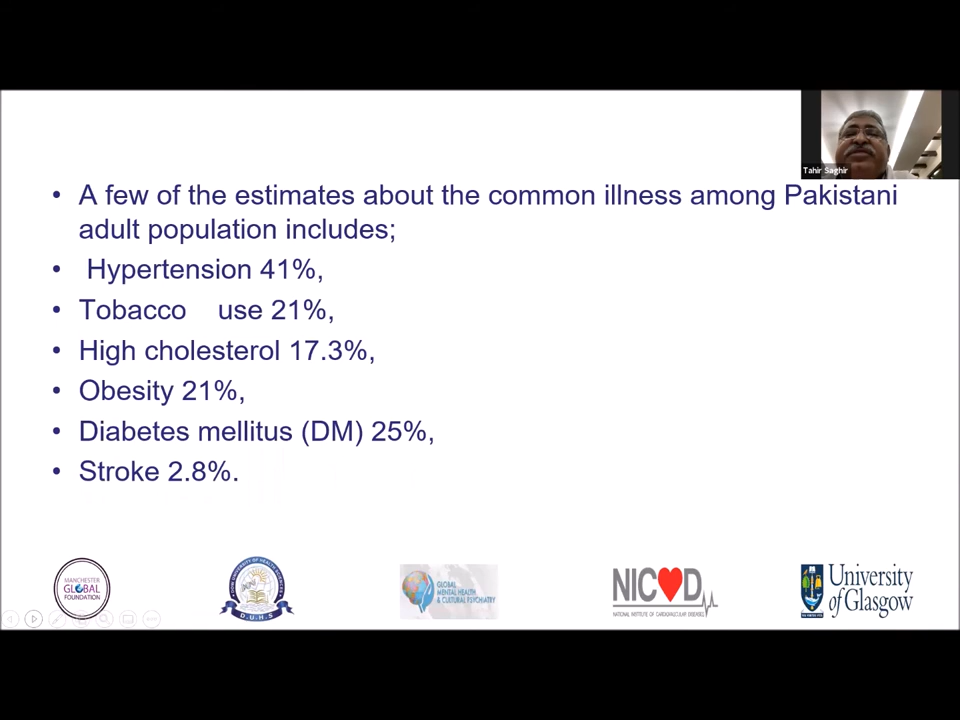 Tahir Saghir
• A few of the estimates about the common illness among Pakistani
adult population includes;
• Hypertension 41%,
• Tobacco use 21%,
• High cholesterol 17.3%,
• Obesity 21%,
• Diabetes mellitus (DM) 25%,
• Stroke 2.8%.
MANCHESTER
GLOBAL
FOUNDATION
D.U.H.S
GLOBAL
MENTAL HEALTH
& CULTURAL PSYCHIATRY
NICVD
NATIONAL INSTITUTE OF CARDIOVASCULAR DISEASES
University
of Glasgow